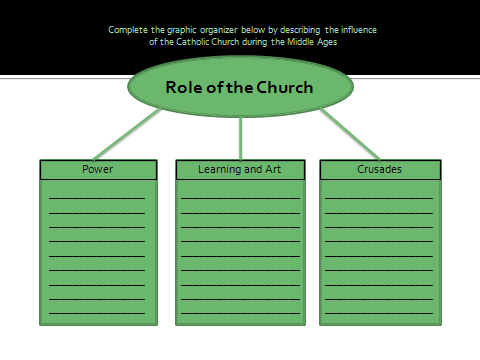 Complete the graphic organizer below by describing the influence
of the Catholic Church during the Middle Ages
Role of the Church
Power
Learning and Art
Crusades